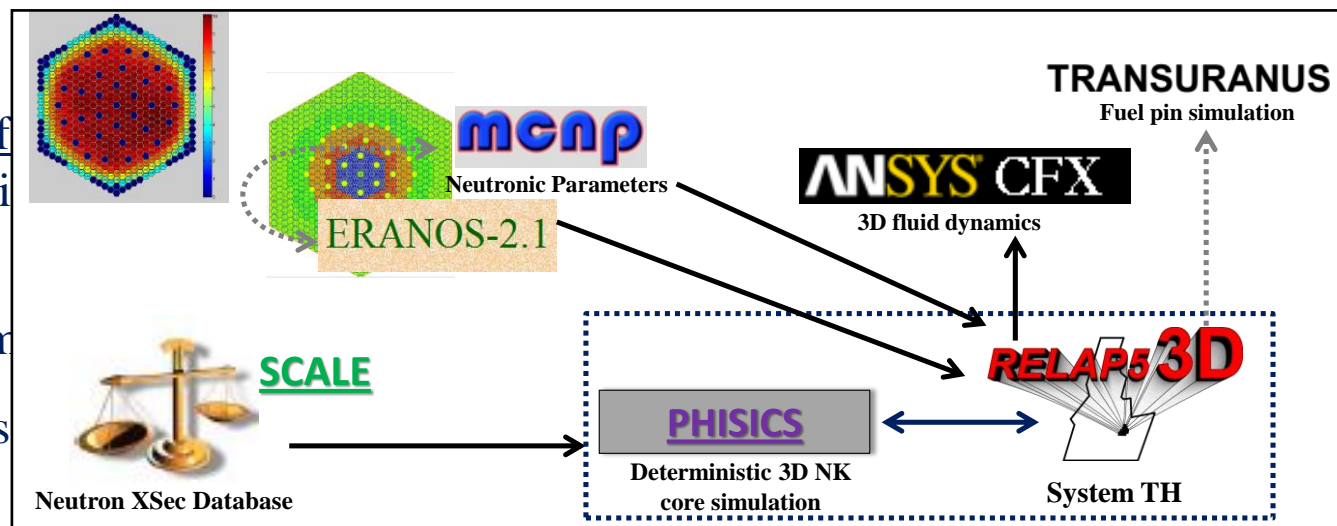 TRANSURANUS
Fuel pin simulation
mcnp
Neutronic Parameters
ANSYS CFX
3D fluid dynamics
ERANOS-2.1
SCALE
Neutron XSec Database
PHISICS
Deterministic 3D NK
core simulation
RELAP5 3D
System TH